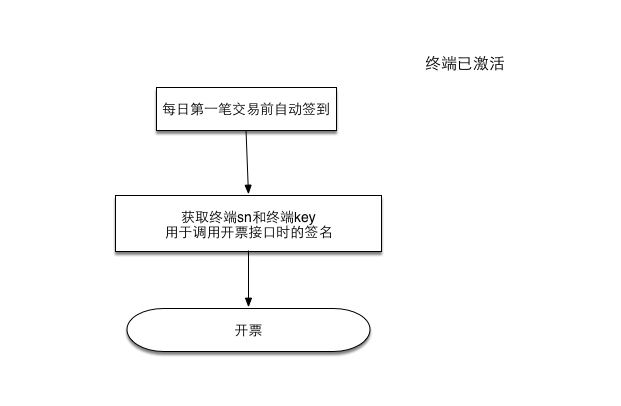 终端已激活
每日第一笔交易前自动签到
获取终端sn和终端key
用于调用开票接口时的签名
开票